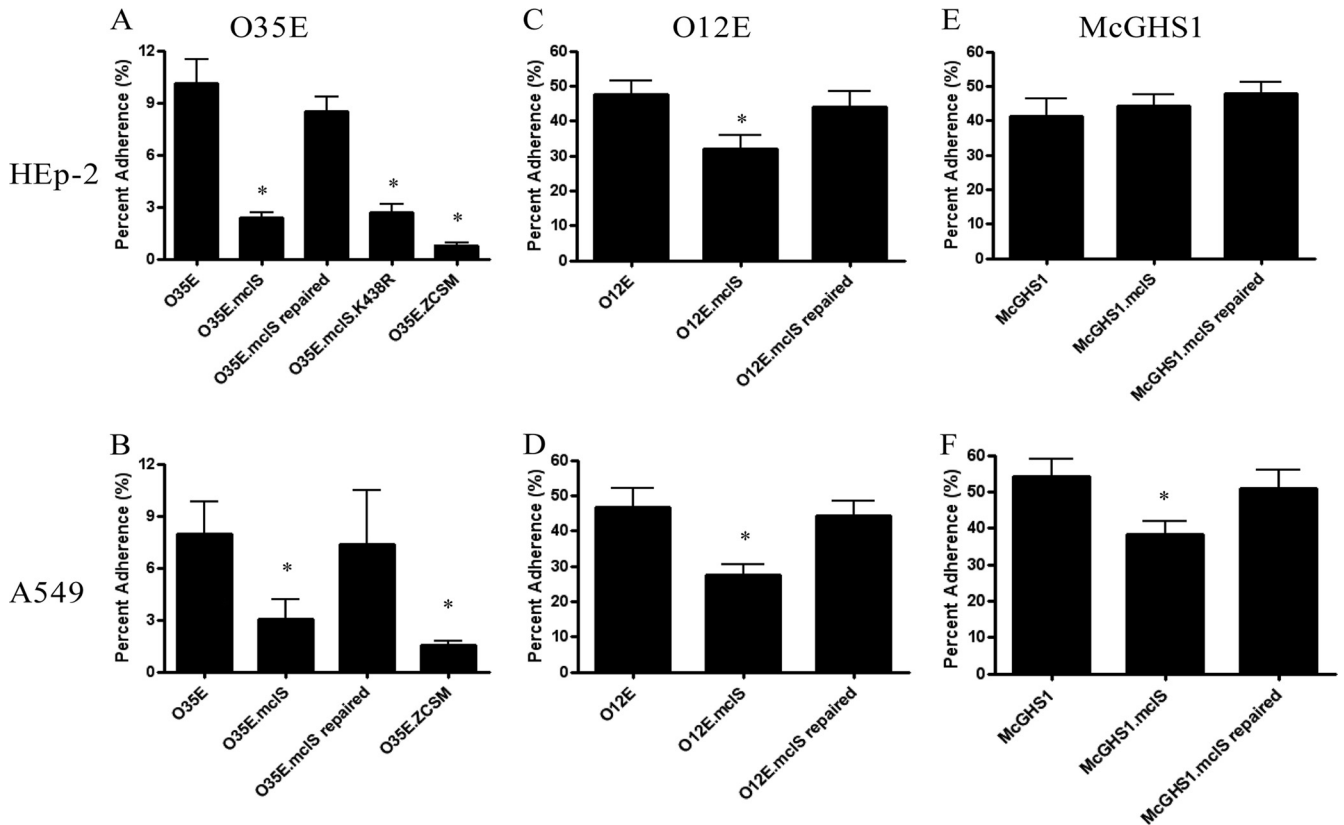 A
O35E
C
O12E
E
McGHS1
HEp-2
Percent Adherence (%)
12
9
6
3
0
*
*
*
O35E
O35E.mclS
O35E.mclS repaired
O35E.mclS.K438R
O35E.ZCSM
Percent Adherence (%)
60
50
40
30
20
10
0
*
O12E
O12E.mclS
O12E.mclS repaired
Percent Adherence (%)
60
50
40
30
20
10
0
McGHS1
McGHS1.mclS
McGHS1.mclS repaired
A549
B
Percent Adherence (%)
12
9
6
3
0
*
*
O35E
O35E.mclS
O35E.mclS repaired
O35E.ZCSM
D
Percent Adherence (%)
60
50
40
30
20
10
0
*
O12E
O12E.mclS
O12E.mclS repaired
F
Percent Adherence (%)
60
50
40
30
20
10
0
*
McGHS1
McGHS1.mclS
McGHS1.mclS repaired